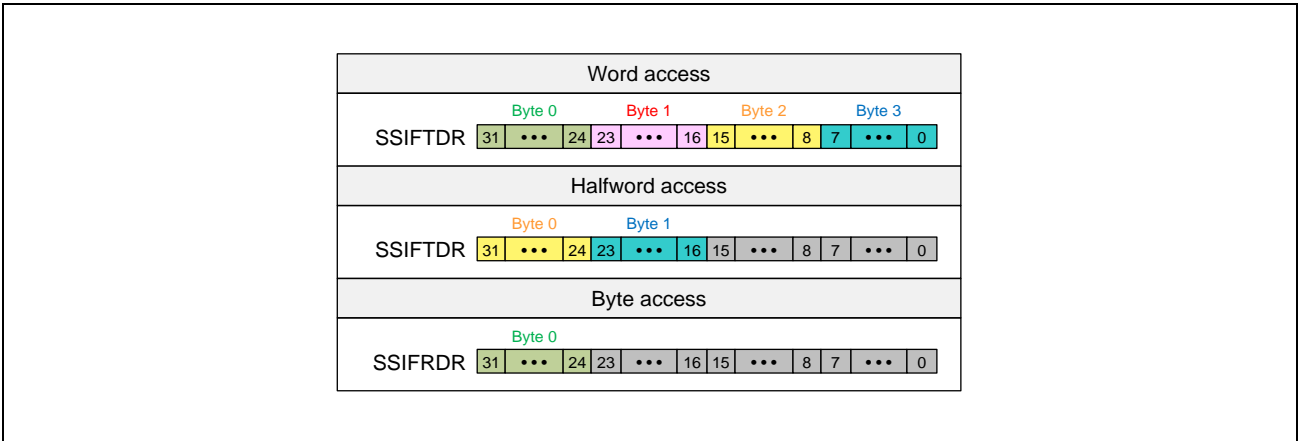 Word access
Byte 0 Byte 1 Byte 2 Byte 3
SSIFTDR 31 ••• 24 23 ••• 16 15 ••• 8 7 ••• 0
Halfword access
Byte 0 Byte 1
SSIFTDR 31 ••• 24 23 ••• 16 15 ••• 8 7 ••• 0
Byte access
Byte 0
SSIFRDR 31 ••• 24 23 ••• 16 15 ••• 8 7 ••• 0